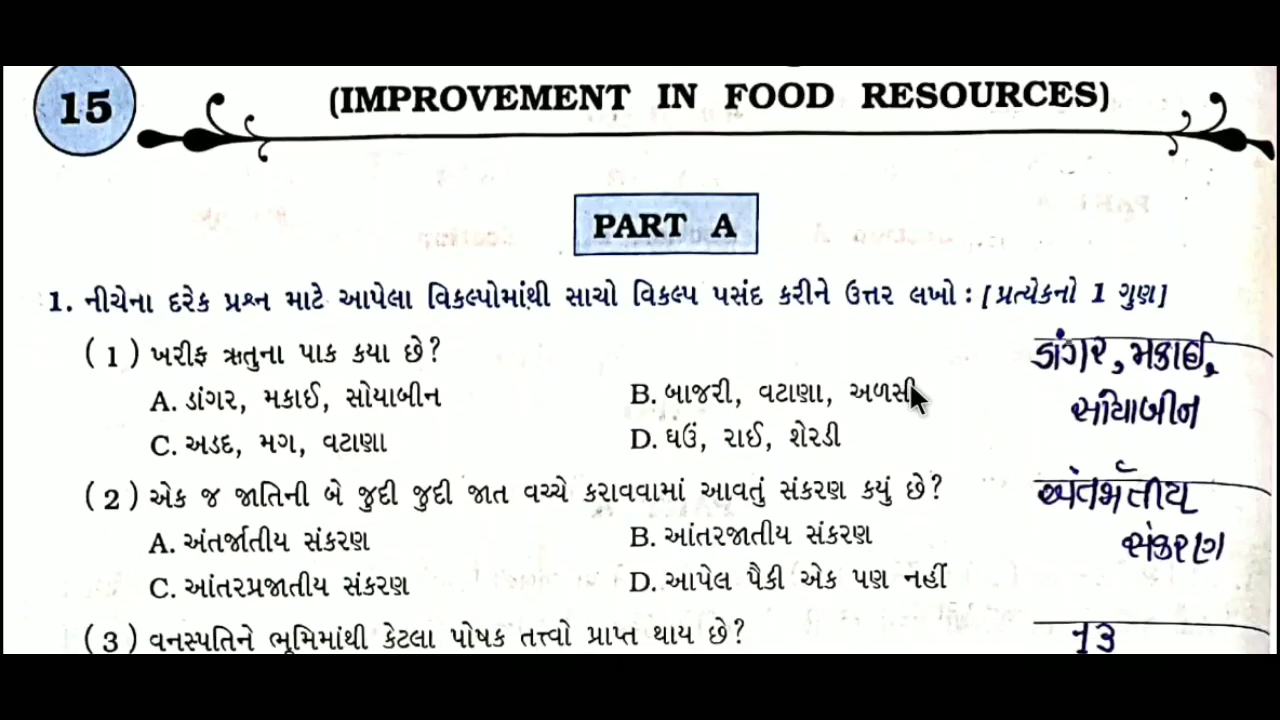 15
(IMPROVEMENT IN FOOD RESOURCES)
PART A
1. નીચેના દરેક પ્રશ્ન માટે આપેલા વિકલ્પોમાંથી સાચો વિકલ્પ પસંદ કરીને ઉત્તર લખો : [પ્રત્યેકનો 1 ગુણ]
(1) ખરીફ ઋતુના પાક કયા છે?
ડાંગર, મકાઈ,
A. ડાંગર, મકાઈ, સોયાબીન
B. બાજરી, વટાણા, અળસી
સોયાબીન
C. અડદ, મગ, વટાણા
D. ઘઉં, રાઈ, શેરડી
(2) એક જ જાતિની બે જુદી જુદી જાત વચ્ચે કરાવવામાં આવતું સંકરણ કયું છે?
અંતર્જાતીય
A. અંતર્જાતીય સંકરણ
B. આંતરજાતીય સંકરણ
સંકરણ
C. આંતરપ્રજાતીય સંકરણ
D. આપેલ પૈકી એક પણ નહીં
(3) વનસ્પતિને ભૂમિમાંથી કેટલા પોષક તત્ત્વો પ્રાપ્ત થાય છે?
13